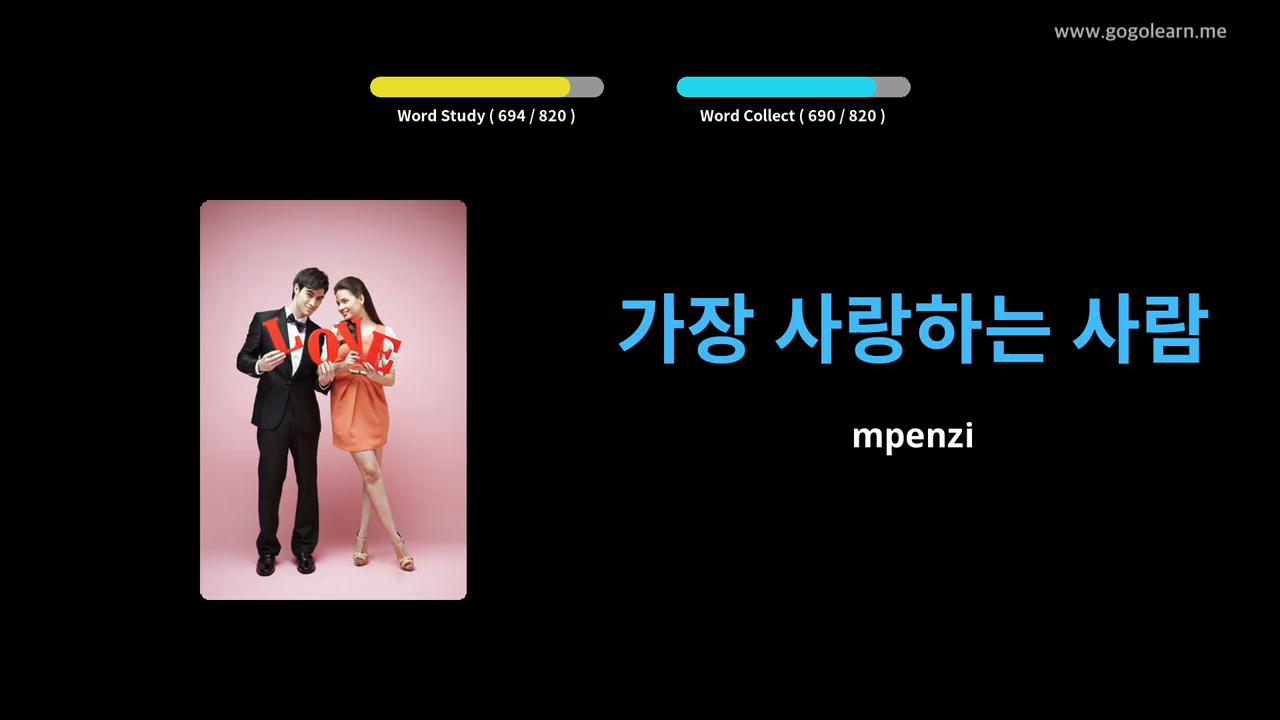 www.gogolearn.me
Word Study ( 694 / 820 )
Word Collect ( 690 / 820 )
LOVE
가장 사랑하는 사람
mpenzi